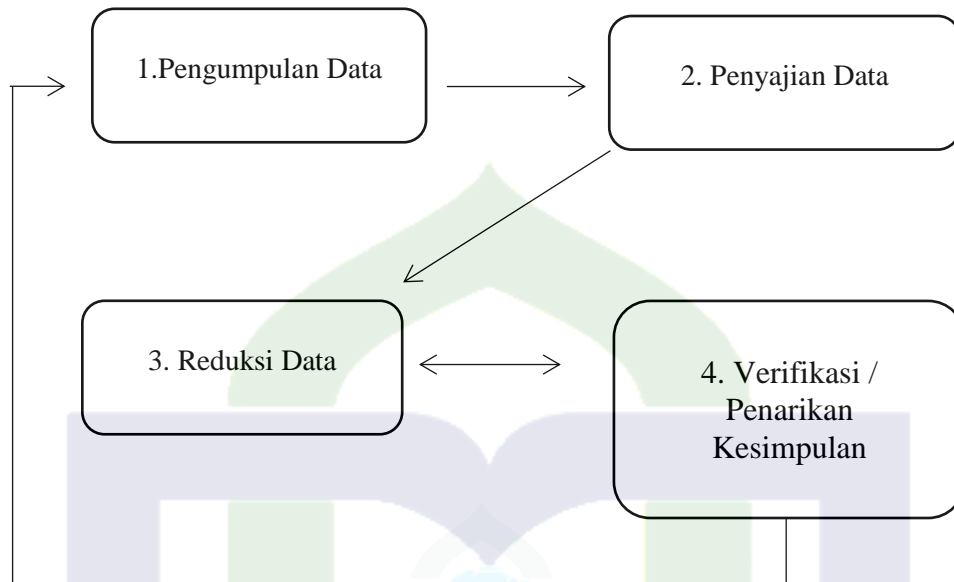 1.Pengumpulan Data
2. Penyajian Data
3. Reduksi Data
4. Verifikasi /
Penarikan
Kesimpulan